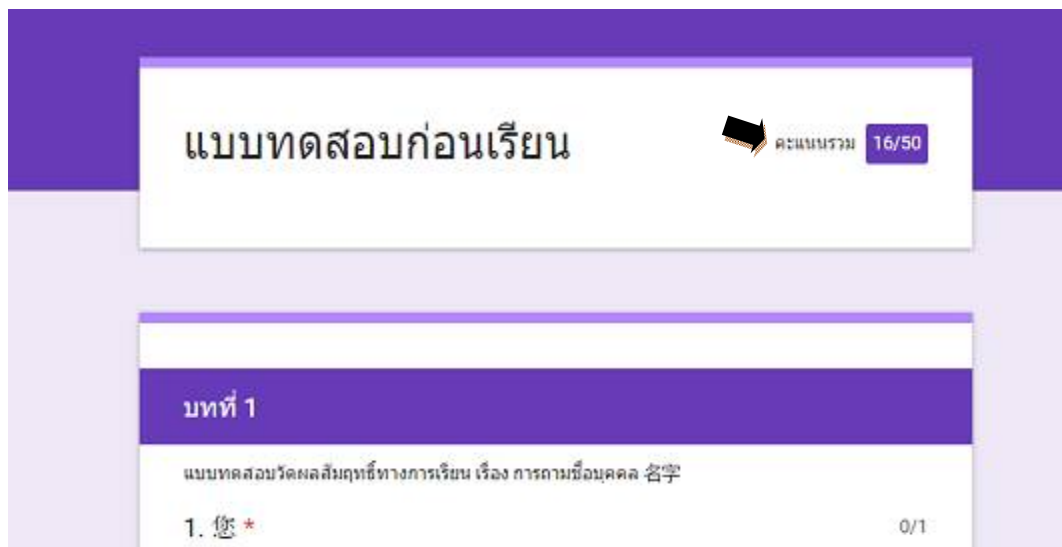 แบบทดสอบก่อนเรียน
คะแนนรวม 16/50
บทที่ 1
แบบทดสอบวัดผลสัมฤทธิ์ทางการเรียน เรื่อง การถามชื่อบุคคล 名字
1. 您 * 0/1